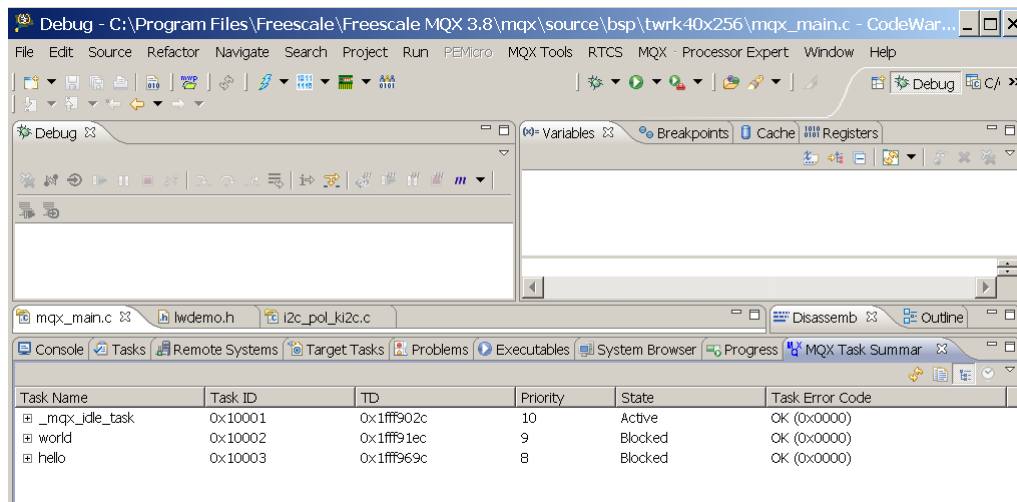 Debug - C:\Program Files\Freescale\Freescale MQX 3.8\mqx\source\bsp\twrk40x256\mqx_main.c - CodeWar...
File Edit Source Refactor Navigate Search Project Run PEMicro MQX Tools RTCS MQX Processor Expert Window Help
Debug C/
Debug
(x)= Variables Breakpoints Cache Registers
mqx_main.c lwdemo.h i2c_pol_ki2c.c Disassemb Outline
Console Tasks Remote Systems Target Tasks Problems Executables System Browser Progress MQX Task Summar
Task Name Task ID TD Priority State Task Error Code
_mqx_idle_task 0x10001 0x1fff902c 10 Active OK (0x0000)
world 0x10002 0x1fff91ec 9 Blocked OK (0x0000)
hello 0x10003 0x1fff969c 8 Blocked OK (0x0000)